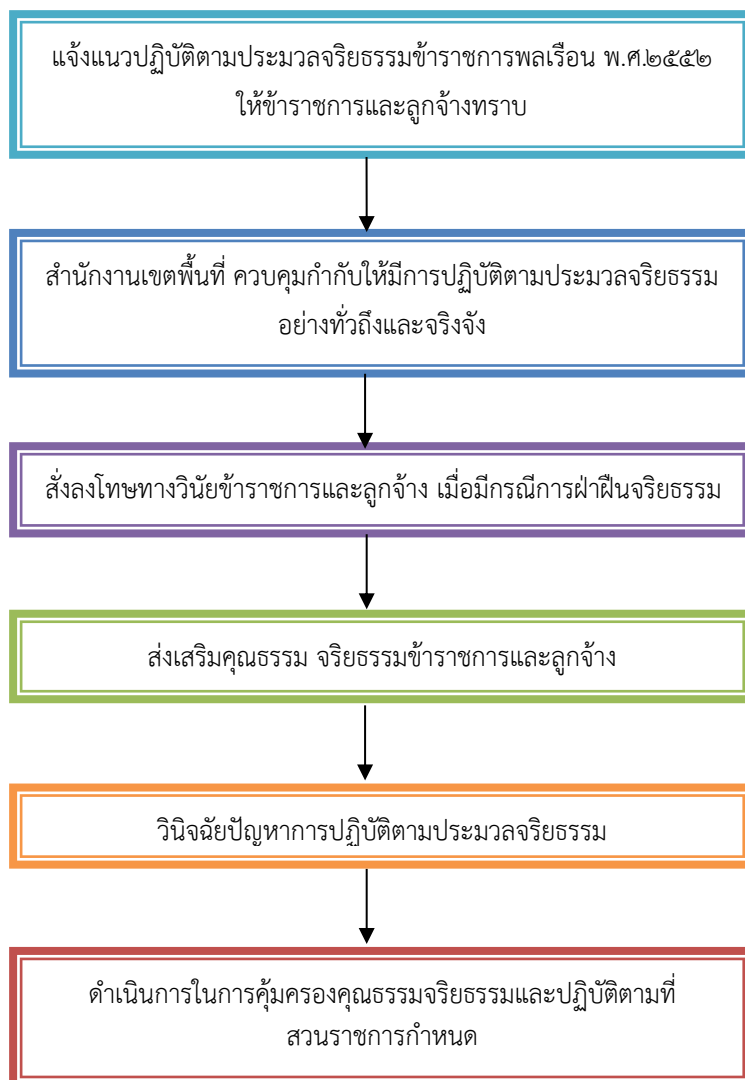 แจ้งแนวปฏิบัติตามประมวลจริยธรรมข้าราชการพลเรือน พ.ศ.๒๕๕๒
ให้ข้าราชการและลูกจ้างทราบ
สำนักงานเขตพื้นที่ ควบคุมกำกับให้มีการปฏิบัติตามประมวลจริยธรรม
อย่างทั่วถึงและจริงจัง
สั่งลงโทษทางวินัยข้าราชการและลูกจ้าง เมื่อมีกรณีการฝ่าฝืนจริยธรรม
ส่งเสริมคุณธรรม จริยธรรมข้าราชการและลูกจ้าง
วินิจฉัยปัญหาการปฏิบัติตามประมวลจริยธรรม
ดำเนินการในการคุ้มครองคุณธรรมจริยธรรมและปฏิบัติตามที่
สวนราชการกำหนด